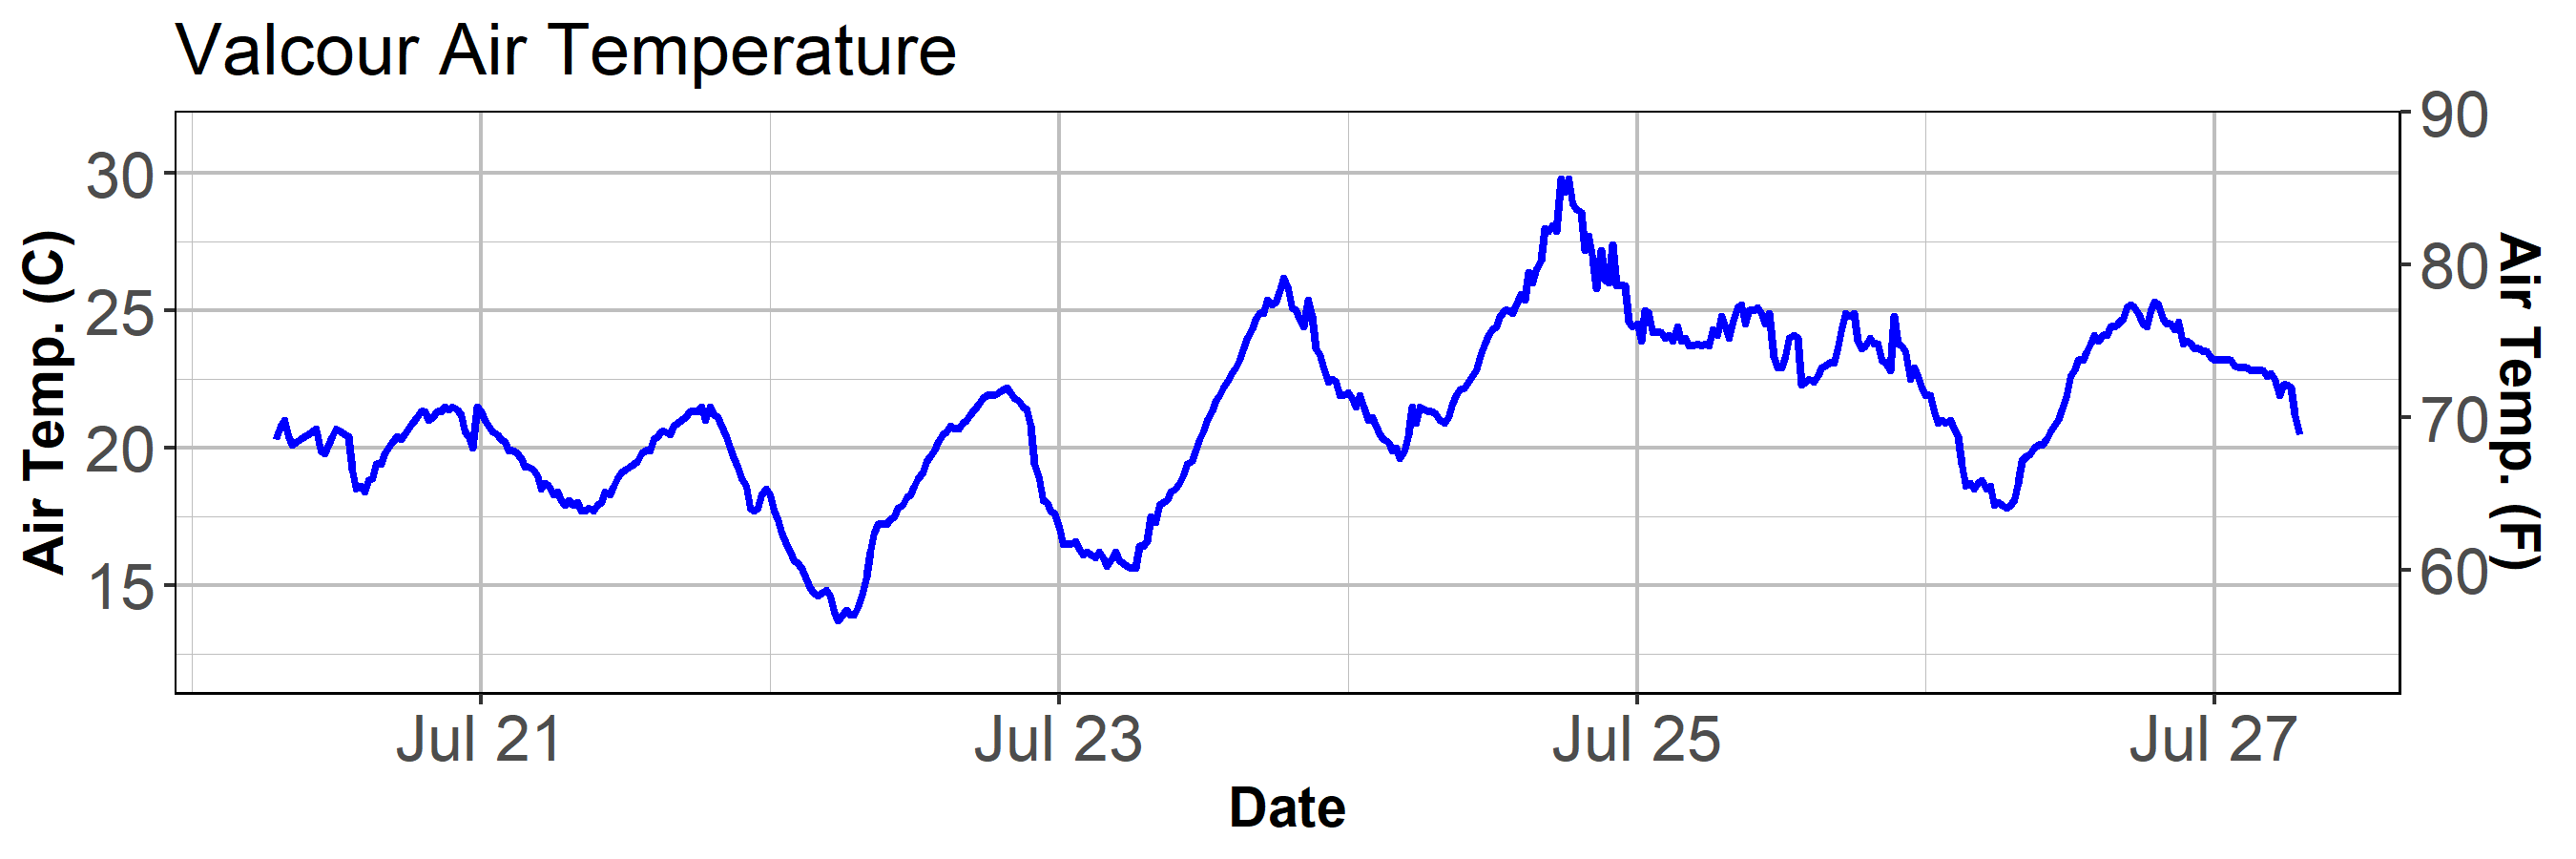 Valcour Air Temperature
Air Temp. (C)
30
25
20
15
90
80
70
60
Air Temp. (F)
Jul 21
Jul 23
Jul 25
Jul 27
Date